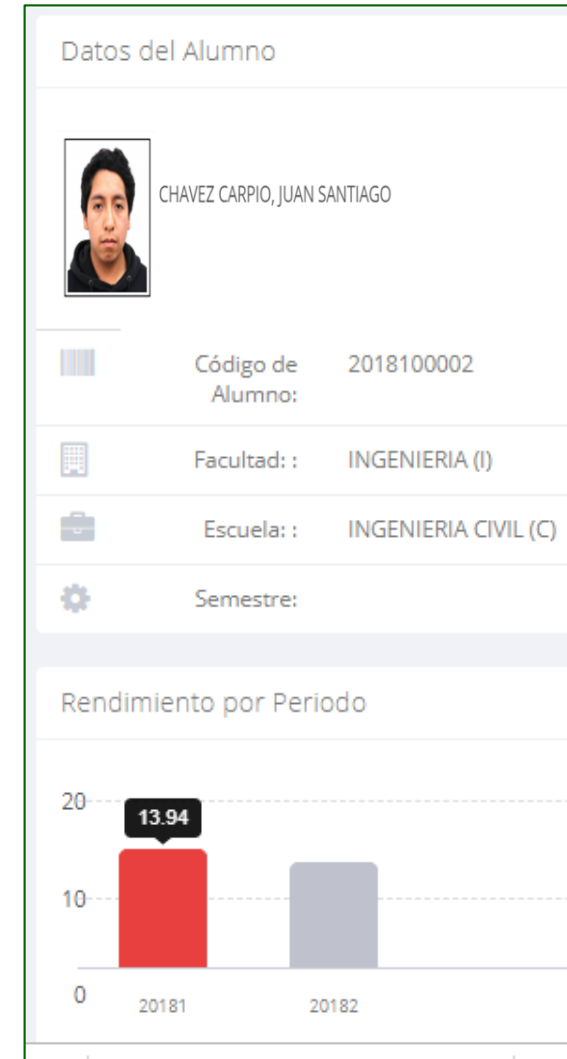 Datos del Alumno
CHAVEZ CARPIO, JUAN SANTIAGO
Código de 2018100002
Alumno:
Facultad: : INGENIERIA (I)
Escuela: : INGENIERIA CIVIL (C)
Semestre:
Rendimiento por Periodo
20
13.94
10
0
20181 20182